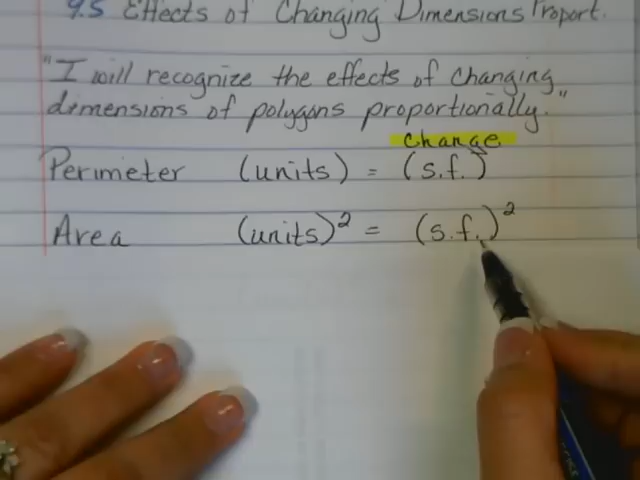 9.5 Effects of Changing Dimensions Proport.
"I will recognize the effects of changing
dimensions of polygons proportionally."
change
Perimeter (units) = (s.f.)
Area (units)² = (s.f.)²